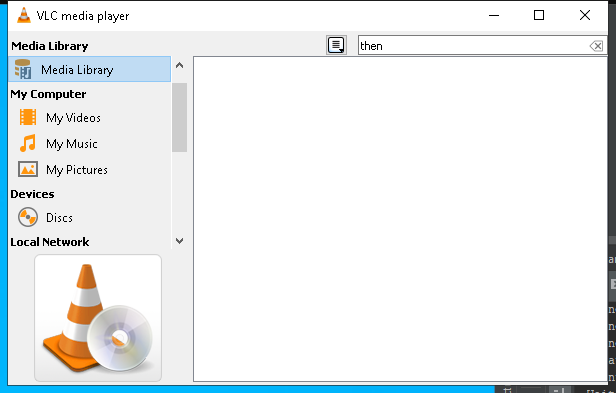 VLC media player
Media Library
then
Media Library
My Computer
My Videos
My Music
My Pictures
Devices
Discs
Local Network